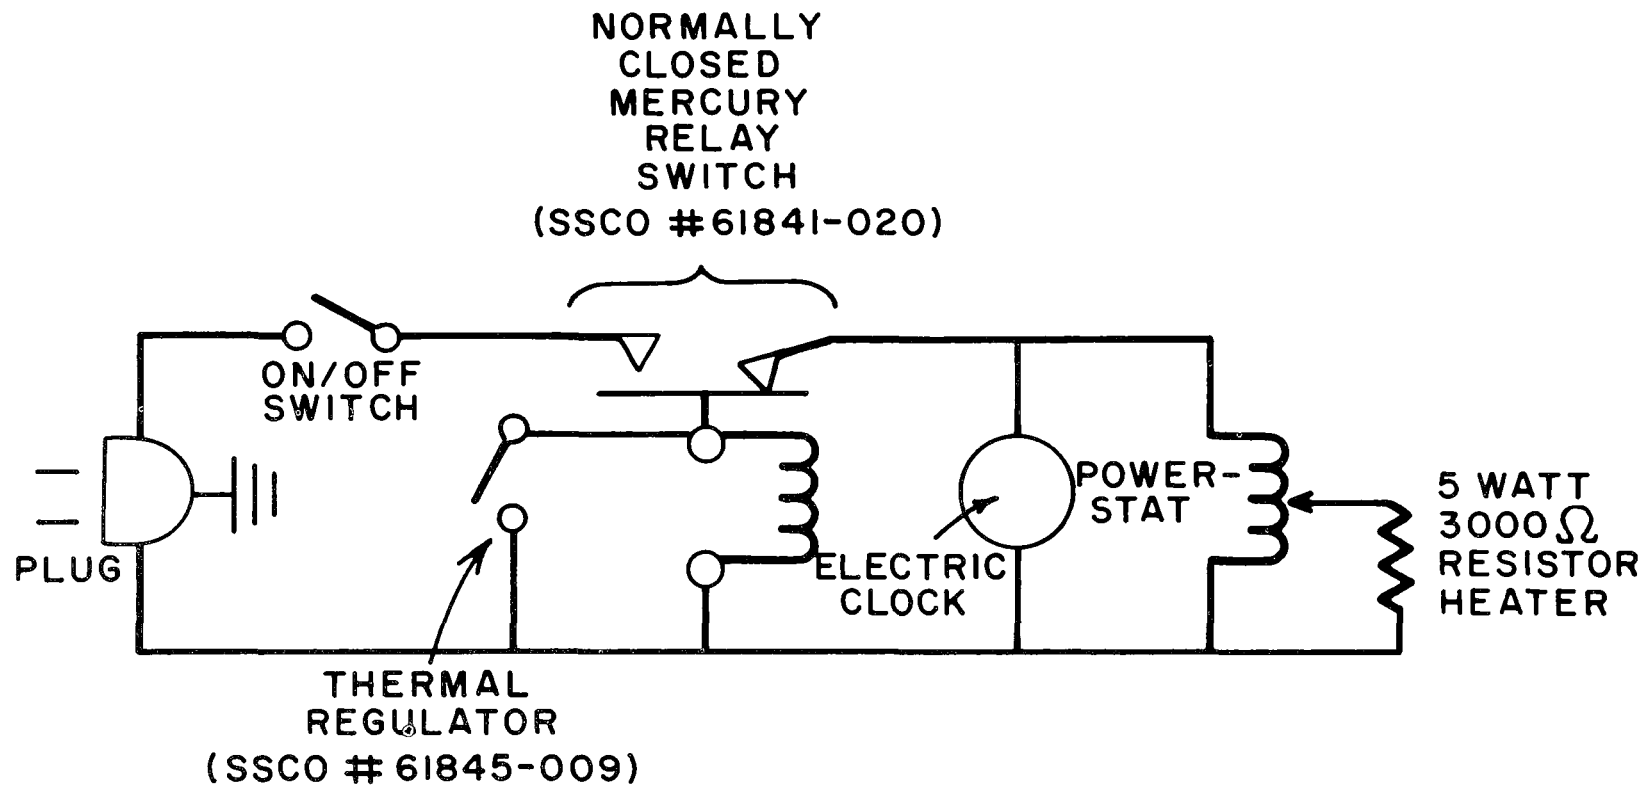 NORMALLY
CLOSED
MERCURY
RELAY
SWITCH
(SSCO #61841-020)
ON/OFF
SWITCH
PLUG
POWER-
STAT
ELECTRIC
CLOCK
5 WATT
3000Ω
RESISTOR
HEATER
THERMAL
REGULATOR
(SSCO #61845-009)